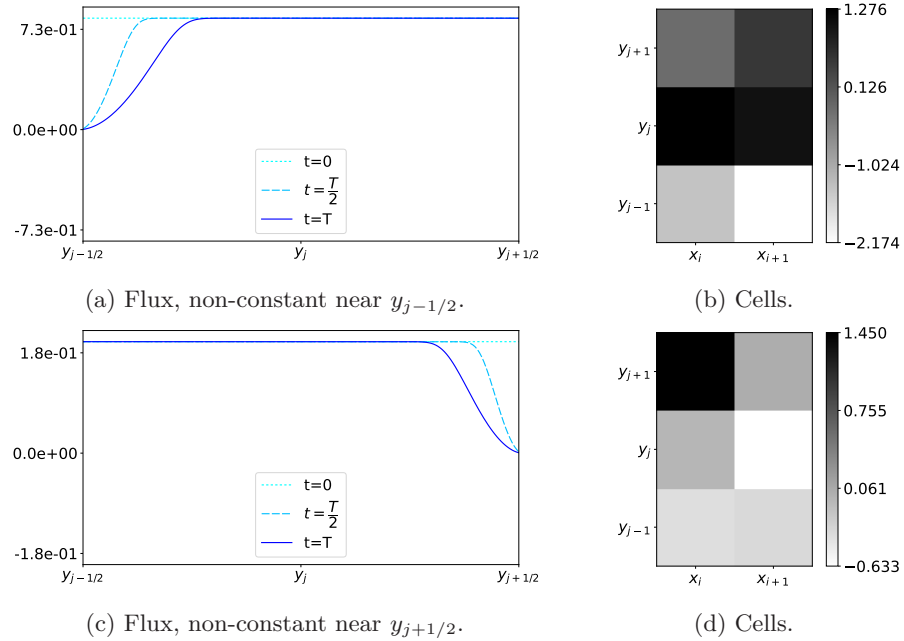 7.3e-01
0.0e+00
-7.3e-01
t=0
t = T/2
t=T
y_{j−1/2}
y_j
y_{j+1/2}
y_{j+1}
y_j
y_{j−1}
x_i
x_{i+1}
1.276
0.126
−1.024
−2.174
(a) Flux, non-constant near y_{j−1/2}.
(b) Cells.
1.8e-01
0.0e+00
-1.8e-01
t=0
t = T/2
t=T
y_{j−1/2}
y_j
y_{j+1/2}
y_{j+1}
y_j
y_{j−1}
x_i
x_{i+1}
1.450
0.755
0.061
−0.633
(c) Flux, non-constant near y_{j+1/2}.
(d) Cells.